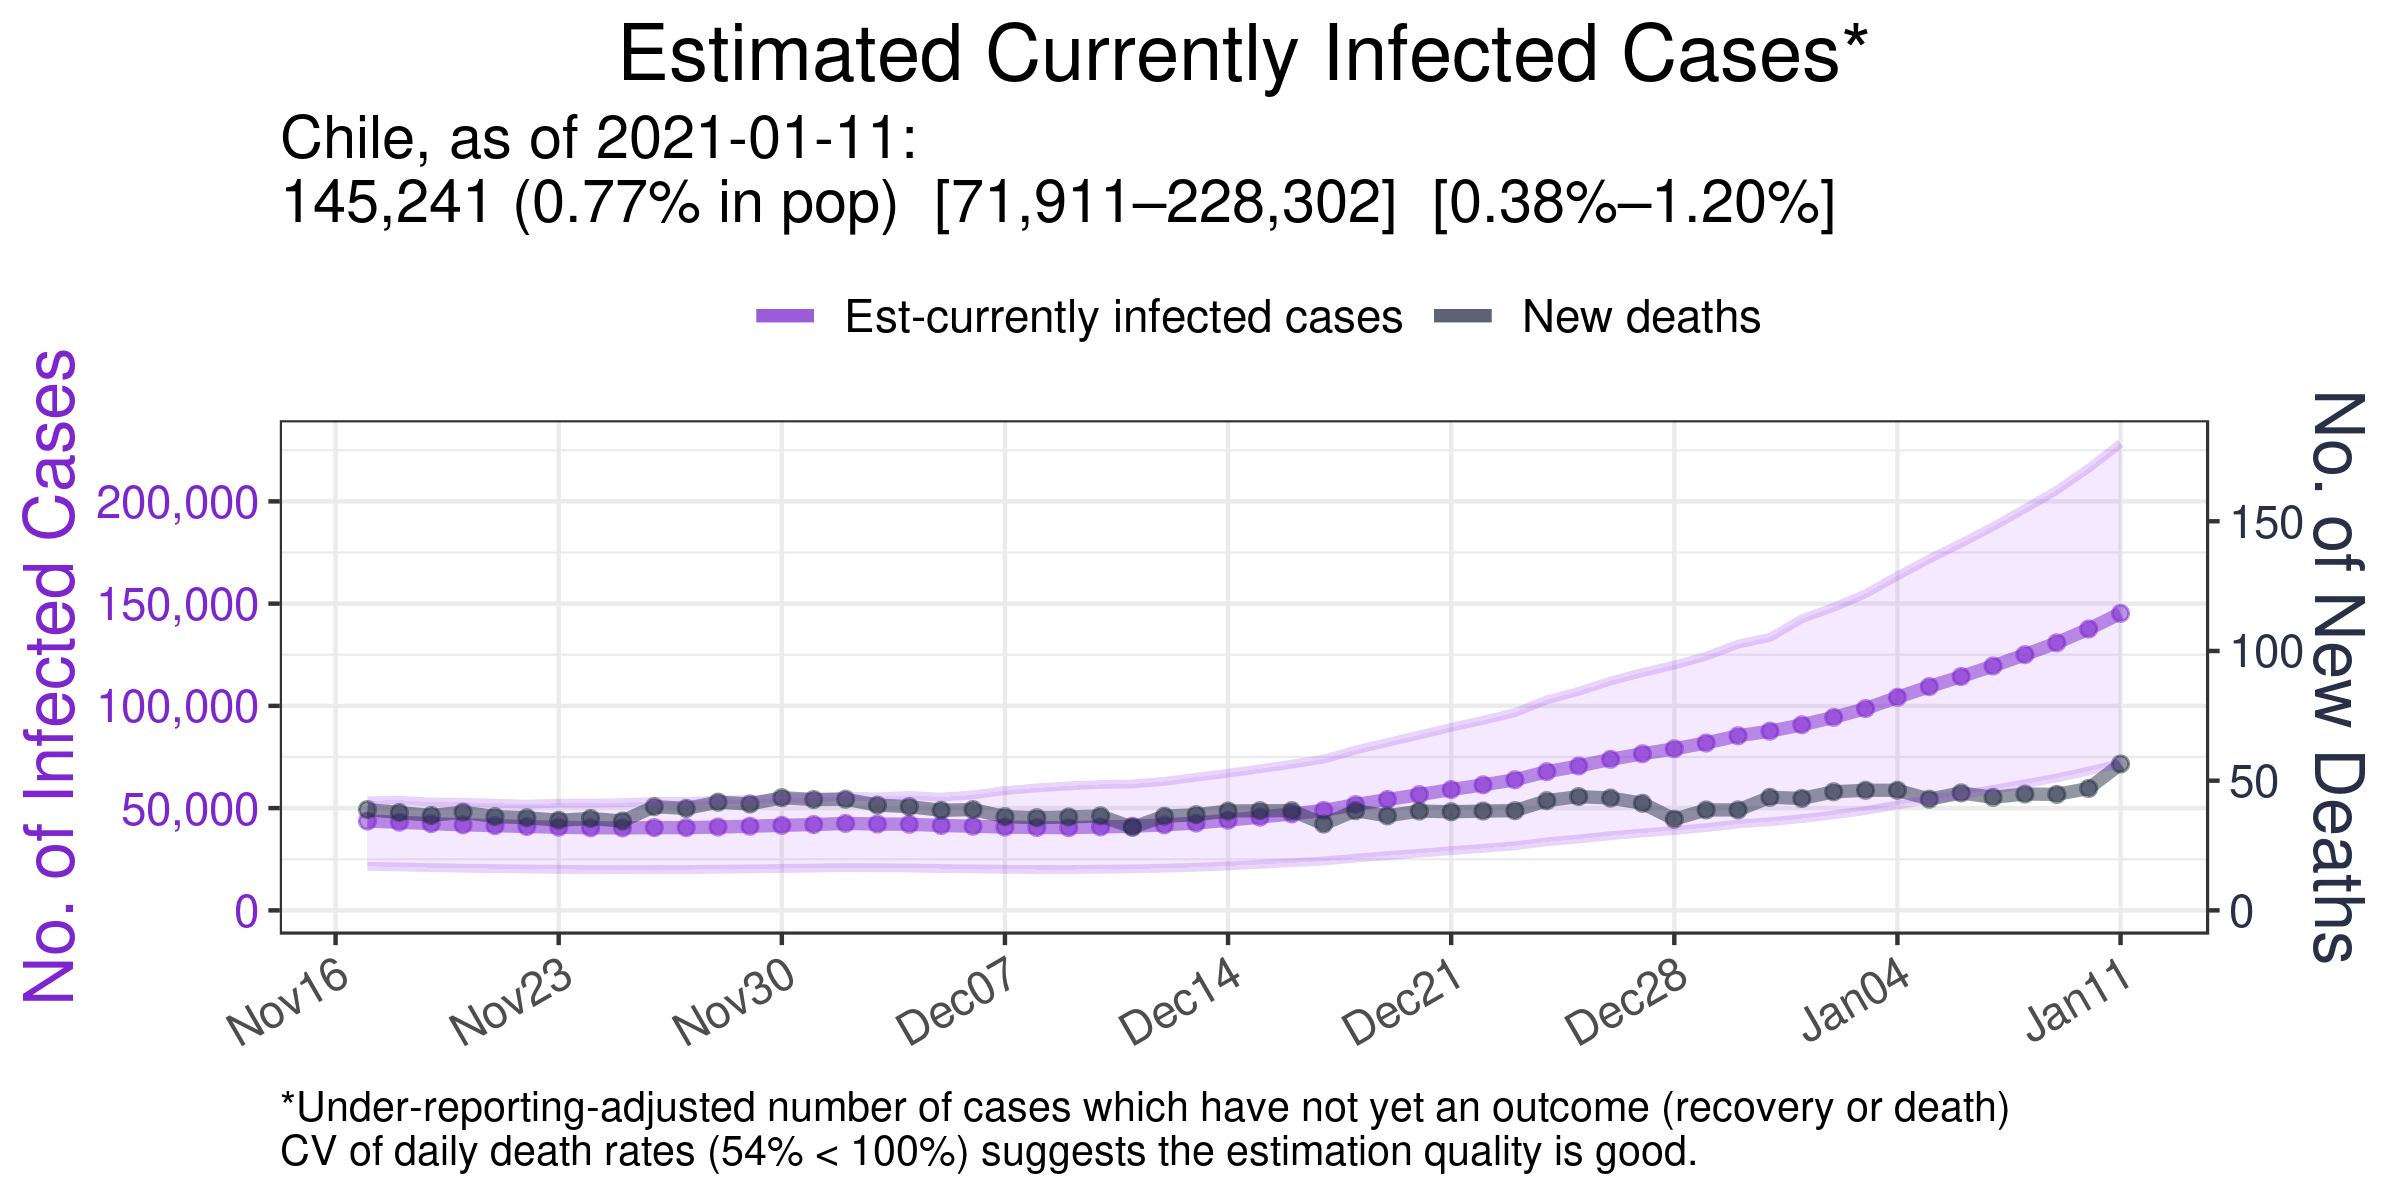 Estimated Currently Infected Cases*
Chile, as of 2021-01-11:
145,241 (0.77% in pop) [71,911–228,302] [0.38%–1.20%]
Est-currently infected cases
New deaths
No. of Infected Cases
200,000
150,000
100,000
50,000
0
No. of New Deaths
150
100
50
0
Nov16
Nov23
Nov30
Dec07
Dec14
Dec21
Dec28
Jan04
Jan11
*Under-reporting-adjusted number of cases which have not yet an outcome (recovery or death)
CV of daily death rates (54% < 100%) suggests the estimation quality is good.